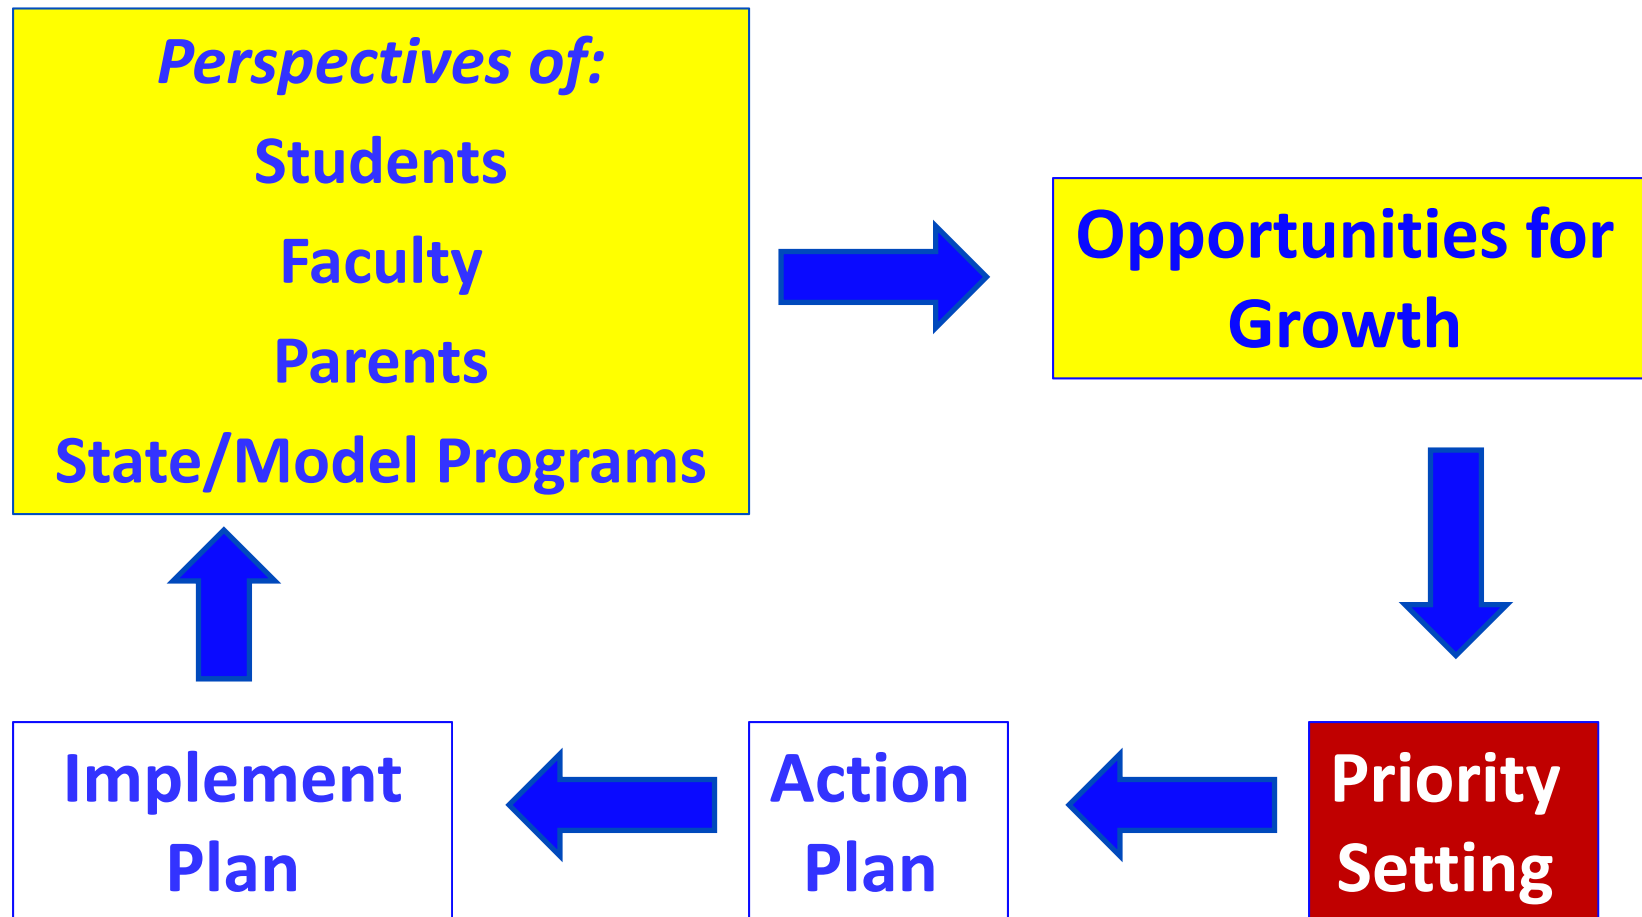 Perspectives of:
Students
Faculty
Parents
State/Model Programs
Opportunities for
Growth
Priority
Setting
Action
Plan
Implement
Plan